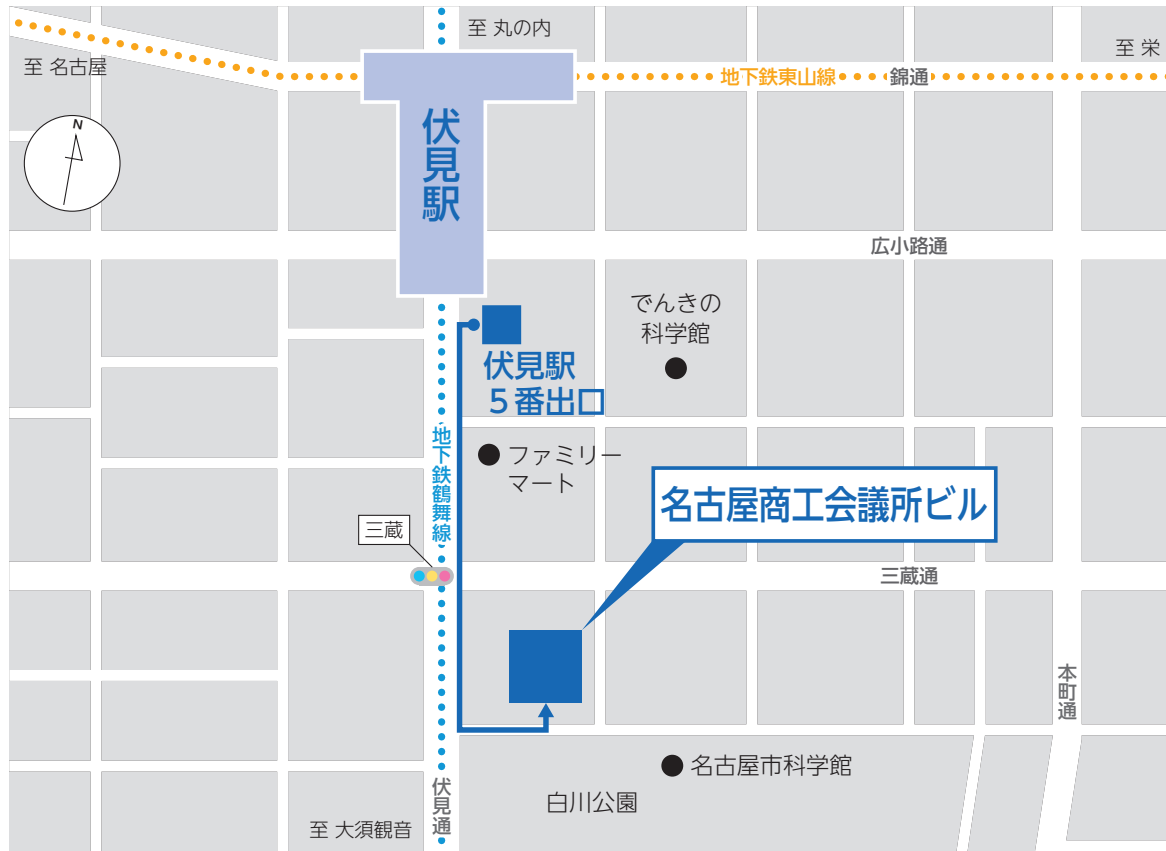 至 丸の内
至 名古屋
至 栄
地下鉄東山線
錦通
N
伏見駅
広小路通
でんきの
科学館
伏見駅
５番出口
地下鉄鶴舞線
ファミリー
マート
名古屋商工会議所ビル
三蔵
三蔵通
本町通
名古屋市科学館
白川公園
伏見通
至 大須観音